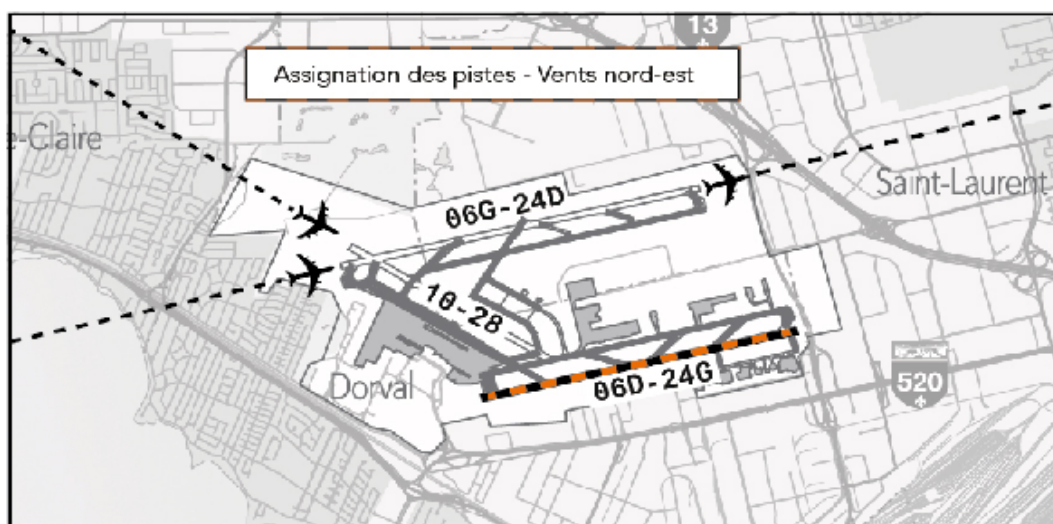 13
Assignation des pistes - Vents nord-est
e-Claire
Saint-Laurent
06G-24D
10-28
Dorval
06D-24G
520